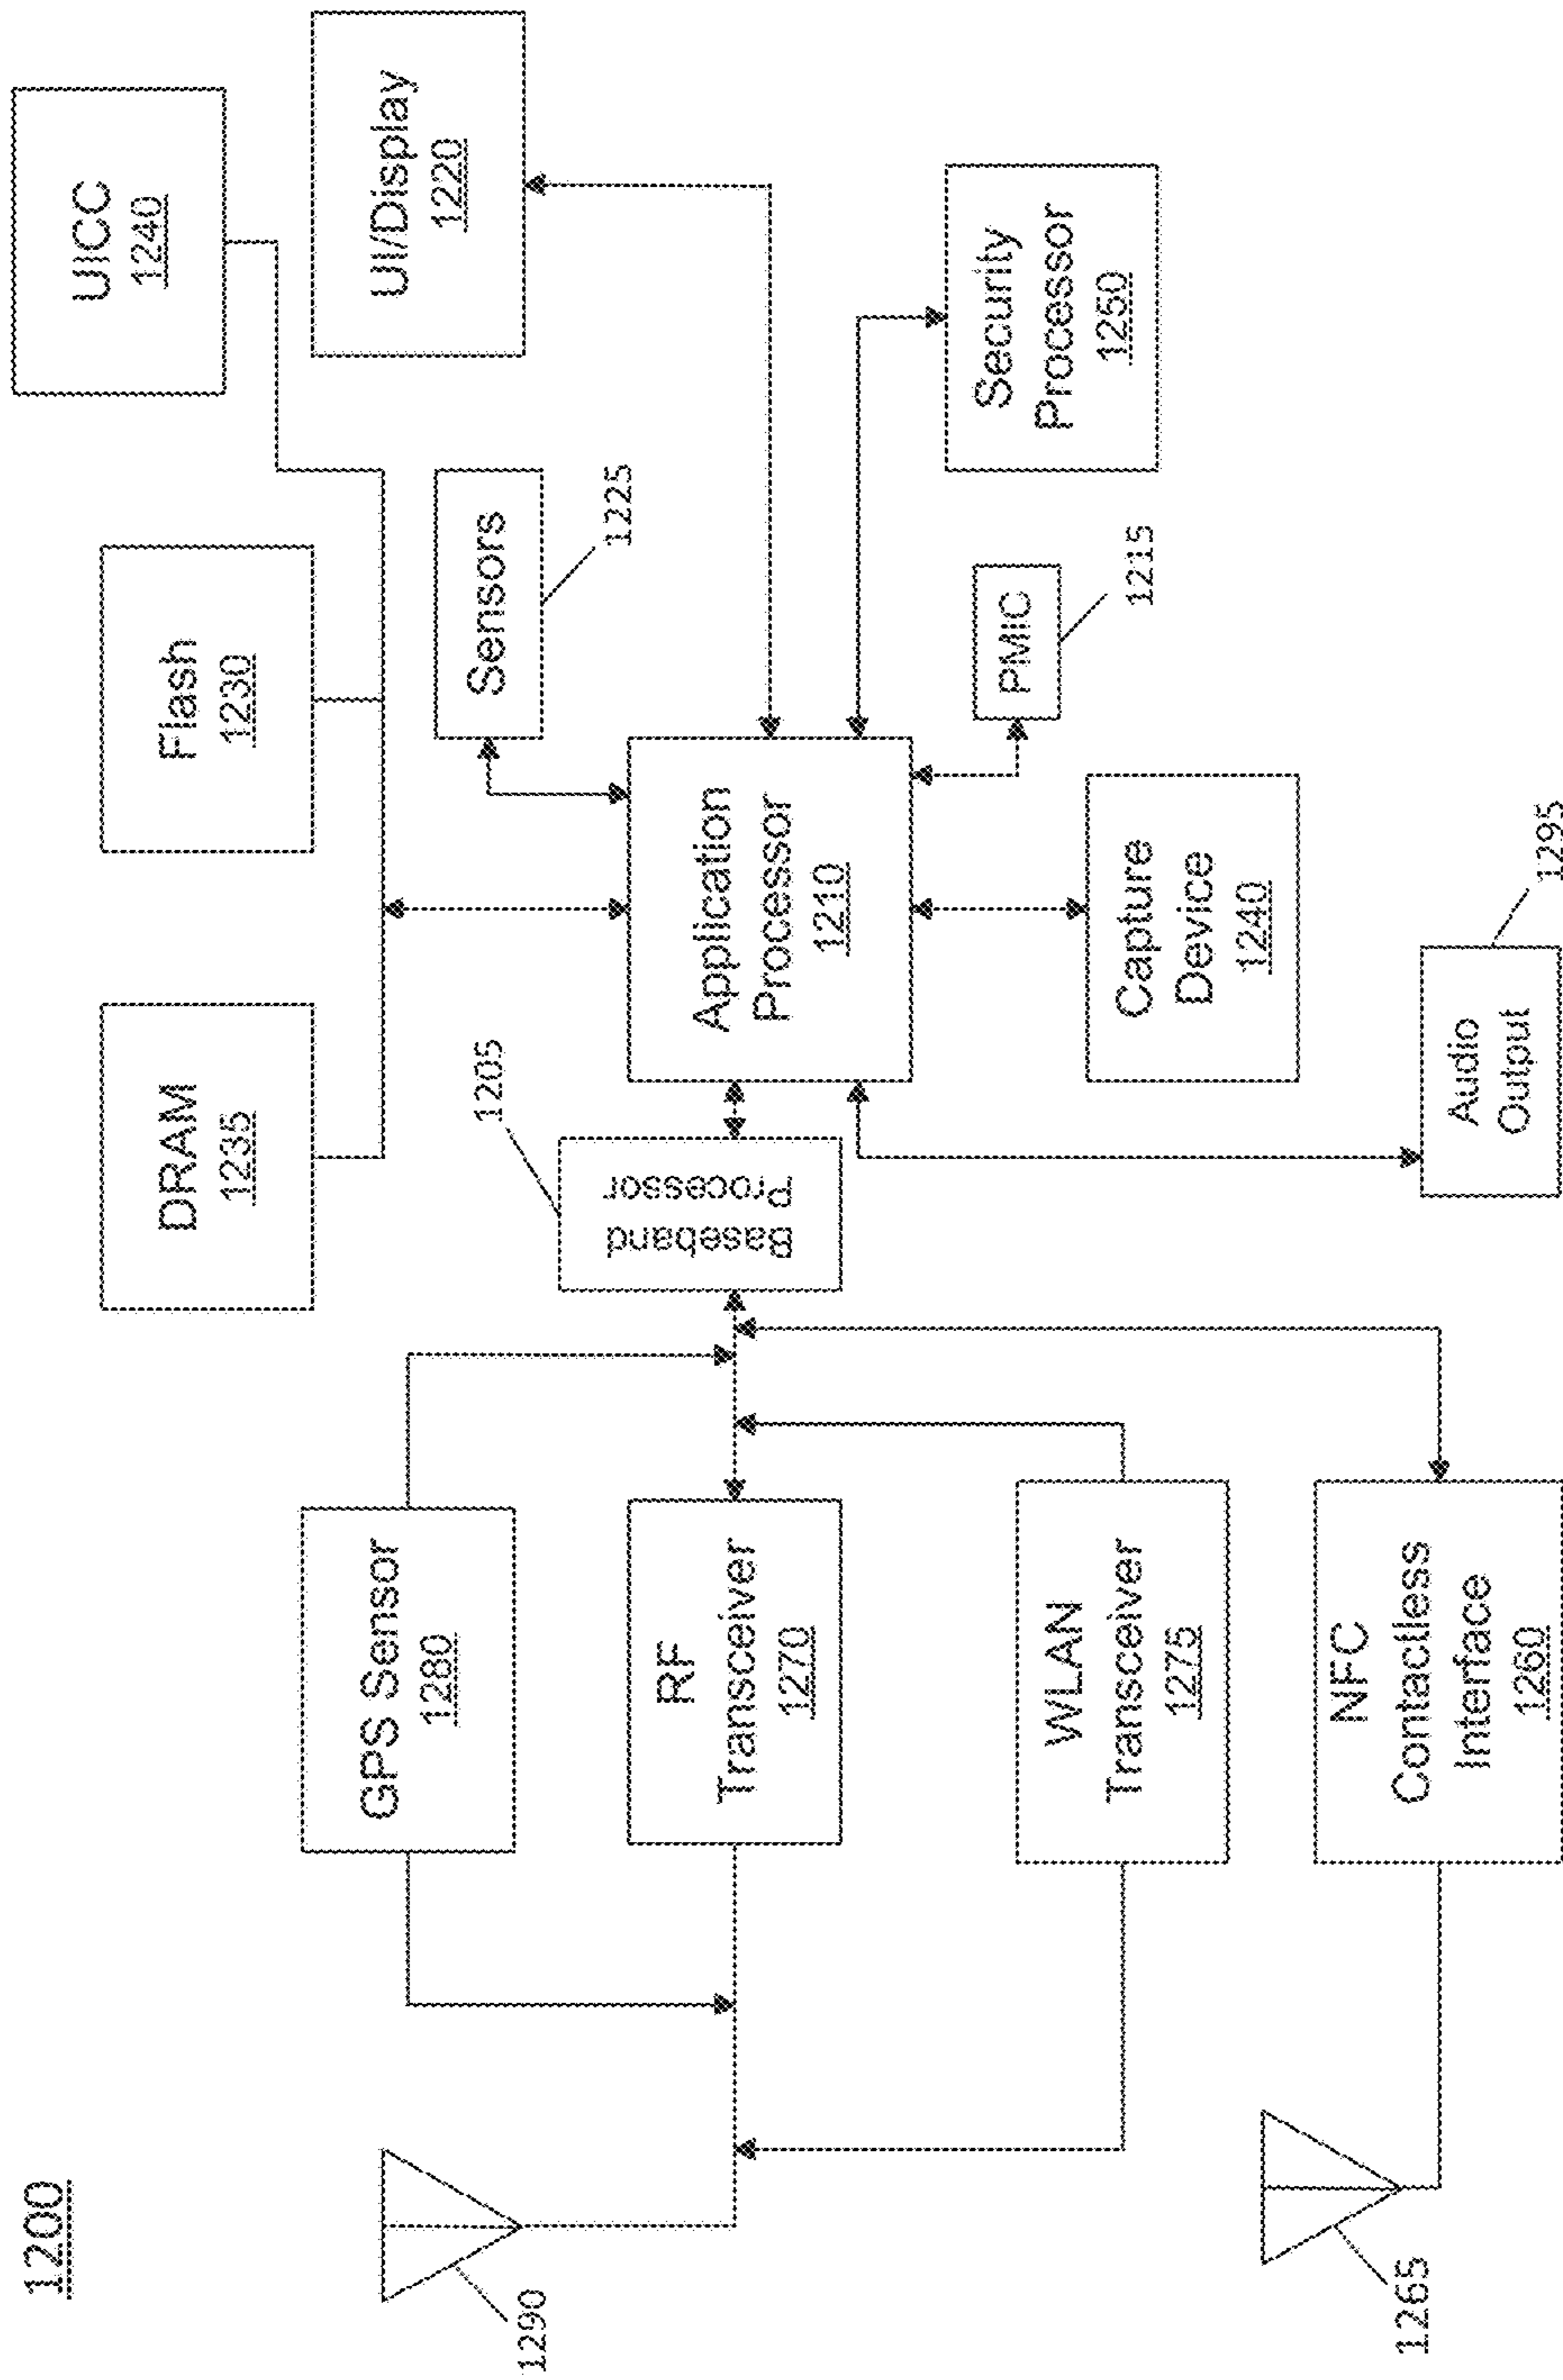 1200
UICC
1240
Flash
1230
DRAM
1235
UI/Display
1220
Sensors
1225
GPS Sensor
1280
1290
1205
Baseband
Processor
Application
Processor
1210
RF
Transceiver
1270
Security
Processor
1250
PMIC
1215
Capture
Device
1240
WLAN
Transceiver
1275
NFC
Contactless
Interface
1260
1265
Audio
Output
1295